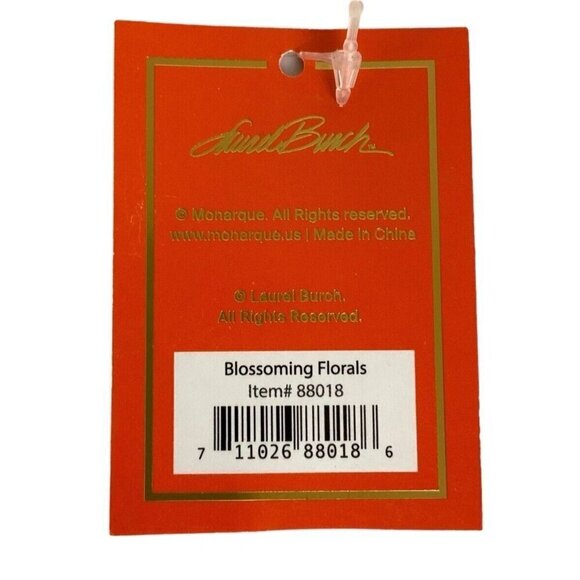 Laurel Burch™
© Monarque. All Rights reserved.
www.monarque.us | Made in China
© Laurel Burch.
All Rights Reserved.
Blossoming Florals
Item# 88018
7 11026 88018 6